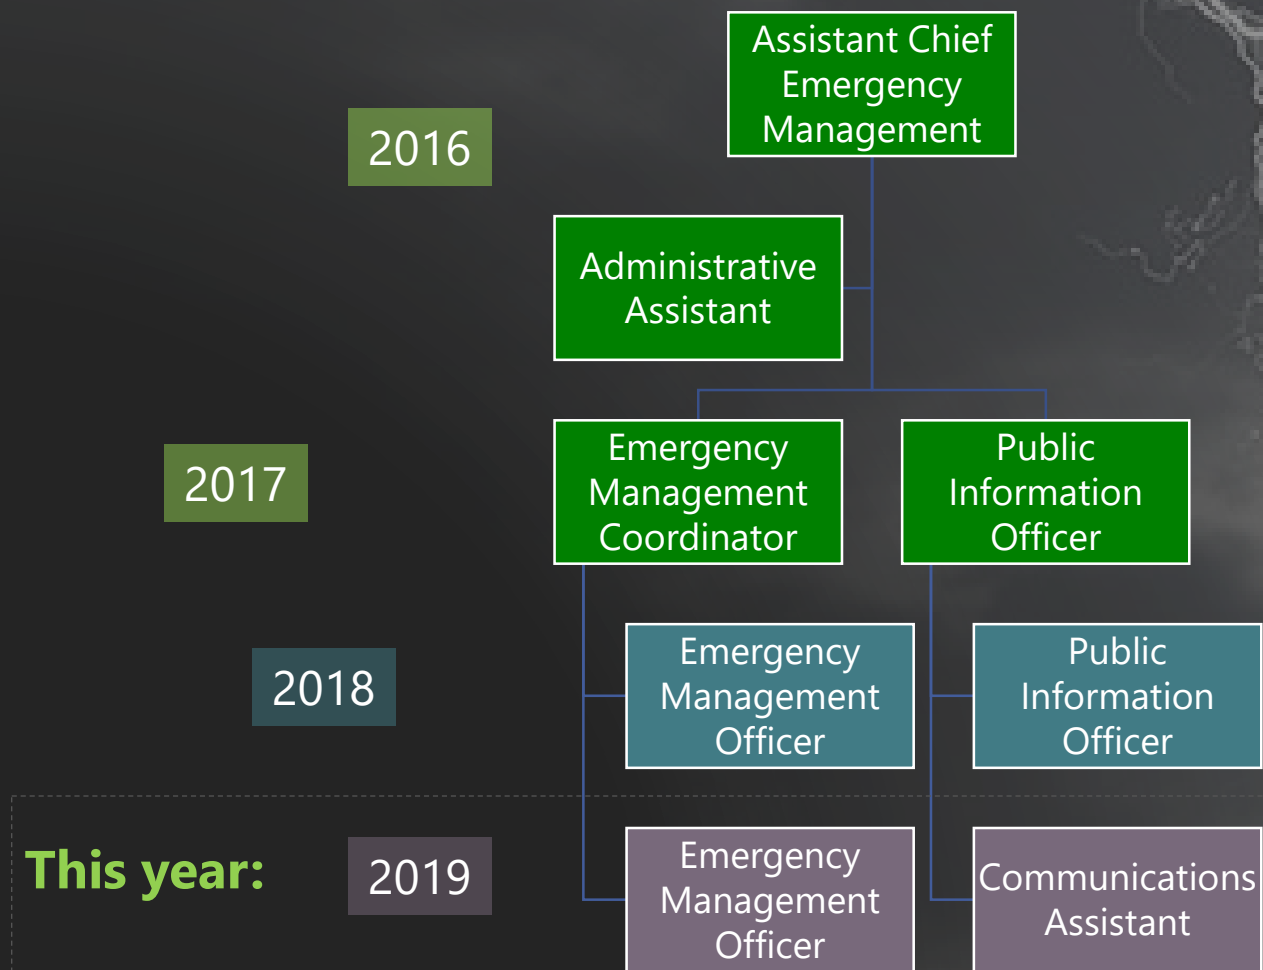 Assistant Chief
Emergency
Management
2016
Administrative
Assistant
2017
Emergency
Management
Coordinator
Public
Information
Officer
2018
Emergency
Management
Officer
Public
Information
Officer
This year:
2019
Emergency
Management
Officer
Communications
Assistant